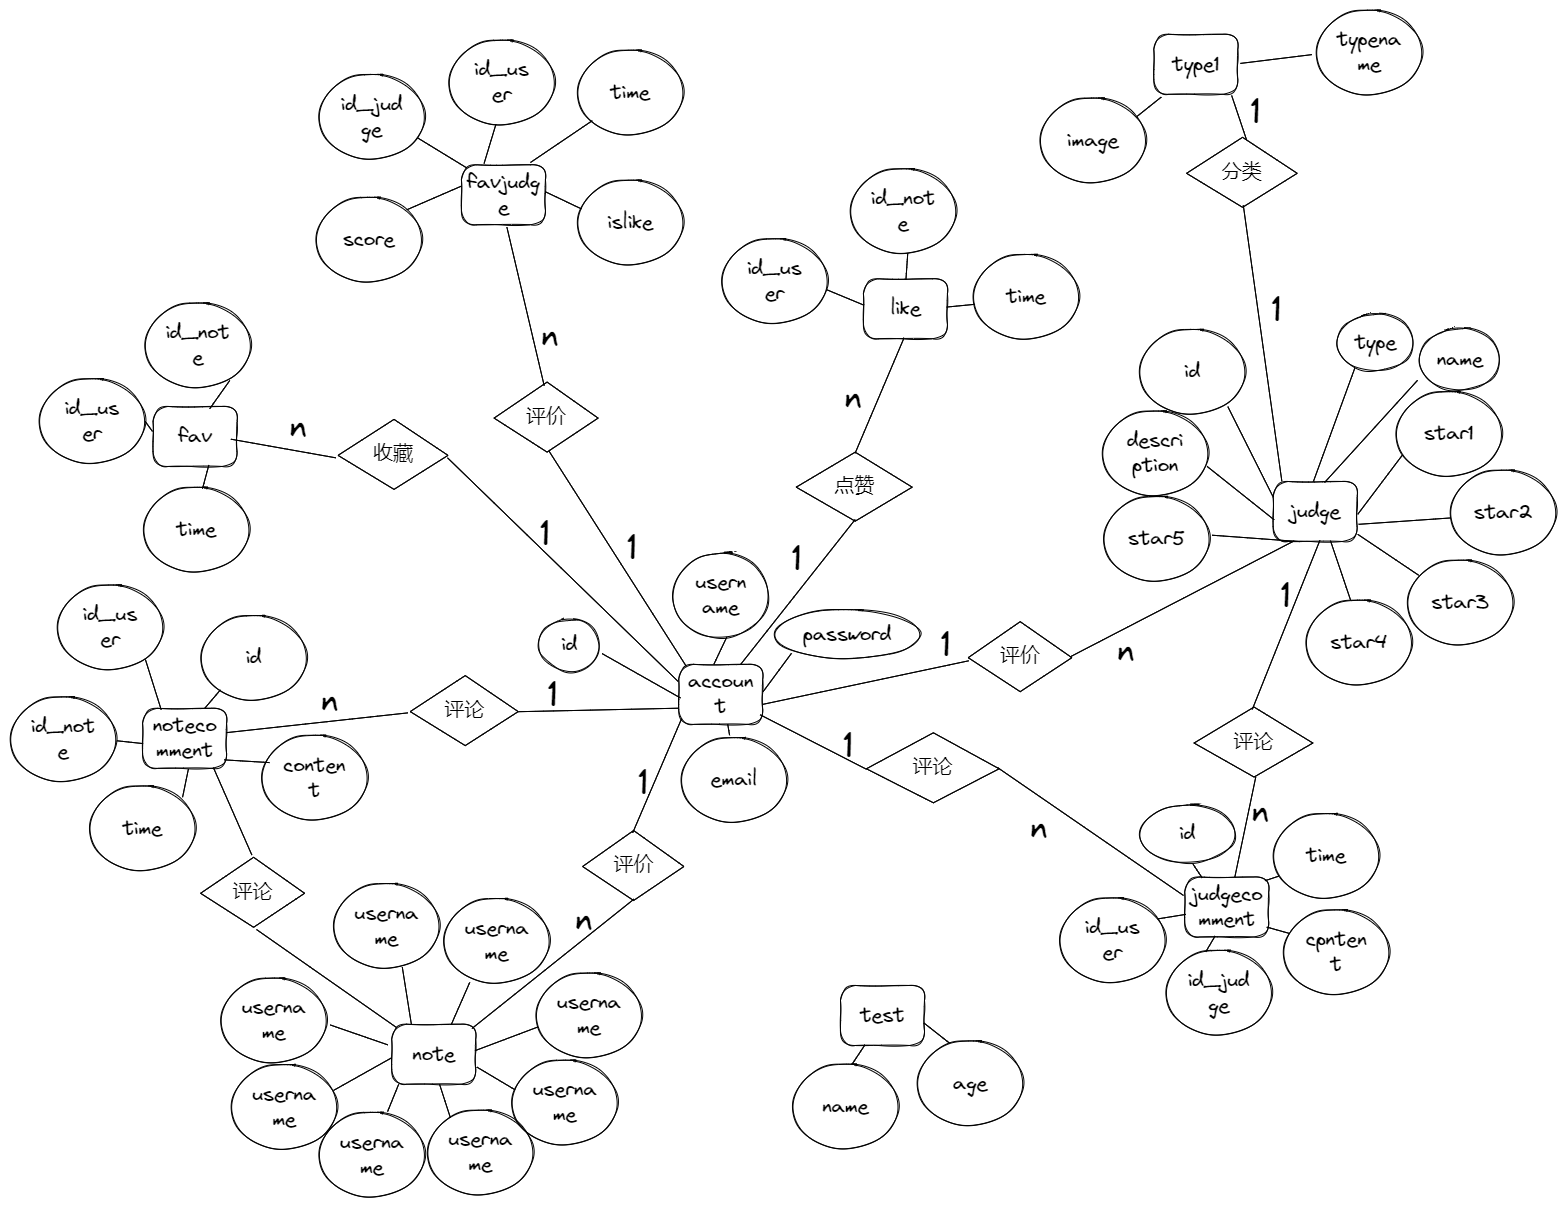 typena
me
type1
1
image
分类
id_us
er
id_jud
ge
time
favjudg
e
score
islike
n
评价
1
id_not
e
id_us
er
like
time
n
点赞
1
id_not
e
id_us
er
fav
n
收藏
1
time
1
type
name
id
star1
descri
ption
judge
star2
star5
star3
star4
1
n
评价
1
usern
ame
password
id
accoun
t
email
id_us
er
id
id_not
e
noteco
mment
n
评论
1
conten
t
time
评论
1
评价
n
1
评论
n
评论
n
id
time
judgeco
mment
id_us
er
cpnten
t
id_jud
ge
userna
me
userna
me
userna
me
userna
me
note
userna
me
userna
me
userna
me
userna
me
test
name
age